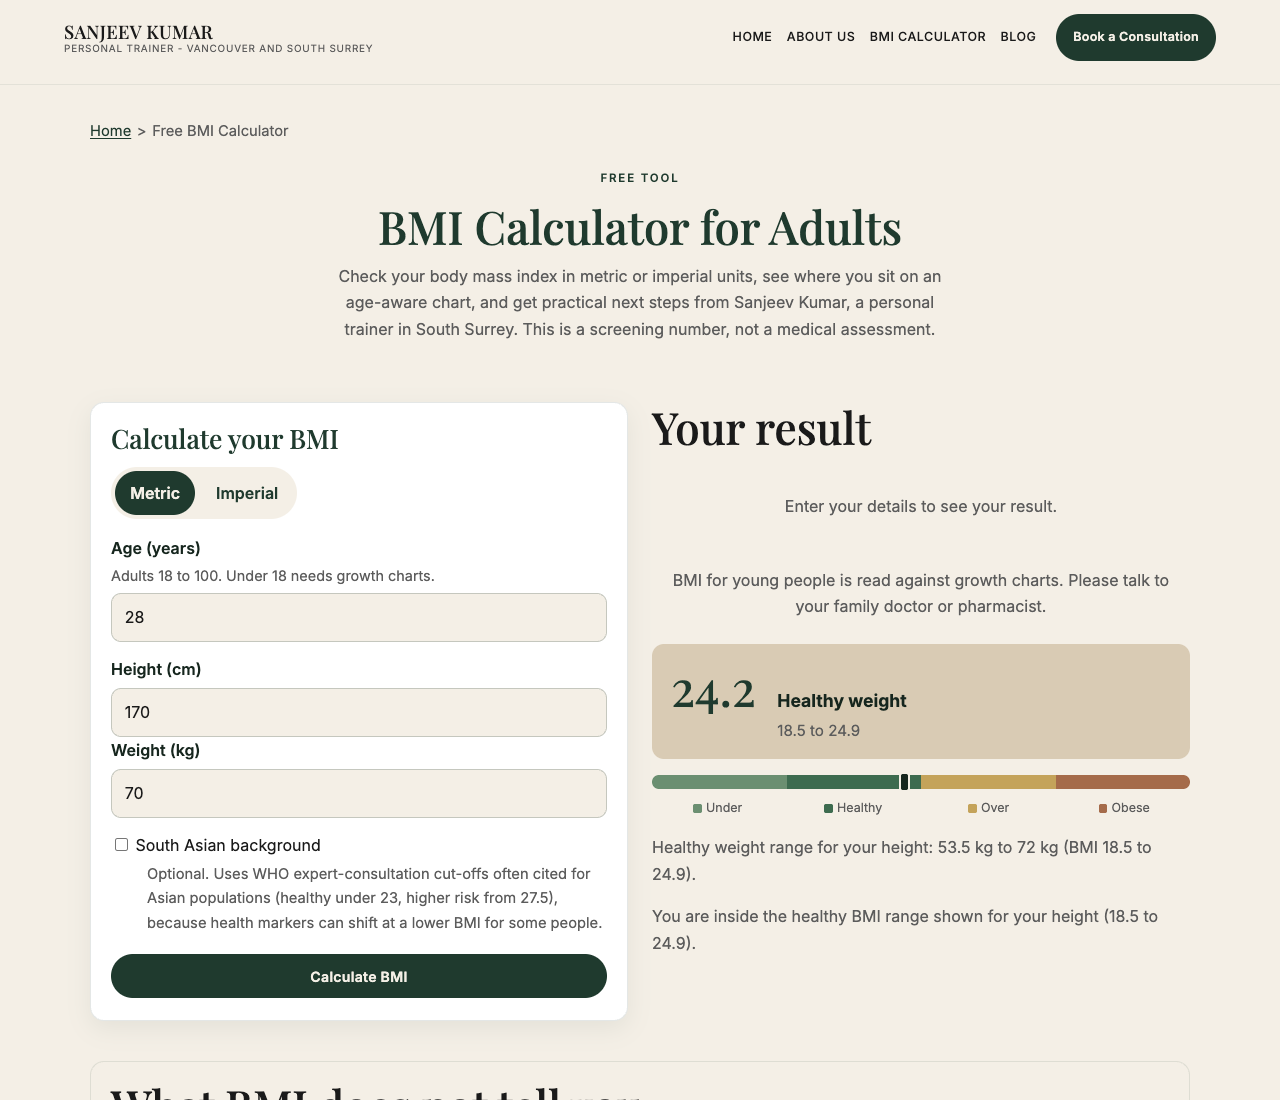 SANJEEV KUMAR
PERSONAL TRAINER - VANCOUVER AND SOUTH SURREY
HOME ABOUT US BMI CALCULATOR BLOG Book a Consultation
Home > Free BMI Calculator
FREE TOOL
BMI Calculator for Adults
Check your body mass index in metric or imperial units, see where you sit on an
age-aware chart, and get practical next steps from Sanjeev Kumar, a personal
trainer in South Surrey. This is a screening number, not a medical assessment.
Calculate your BMI
Metric Imperial
Age (years)
Adults 18 to 100. Under 18 needs growth charts.
28
Height (cm)
170
Weight (kg)
70
South Asian background
Optional. Uses WHO expert-consultation cut-offs often cited for
Asian populations (healthy under 23, higher risk from 27.5),
because health markers can shift at a lower BMI for some people.
Calculate BMI
Your result
Enter your details to see your result.
BMI for young people is read against growth charts. Please talk to
your family doctor or pharmacist.
24.2 Healthy weight
18.5 to 24.9
Under Healthy Over Obese
Healthy weight range for your height: 53.5 kg to 72 kg (BMI 18.5 to
24.9).
You are inside the healthy BMI range shown for your height (18.5 to
24.9).
What BMI does not tell you